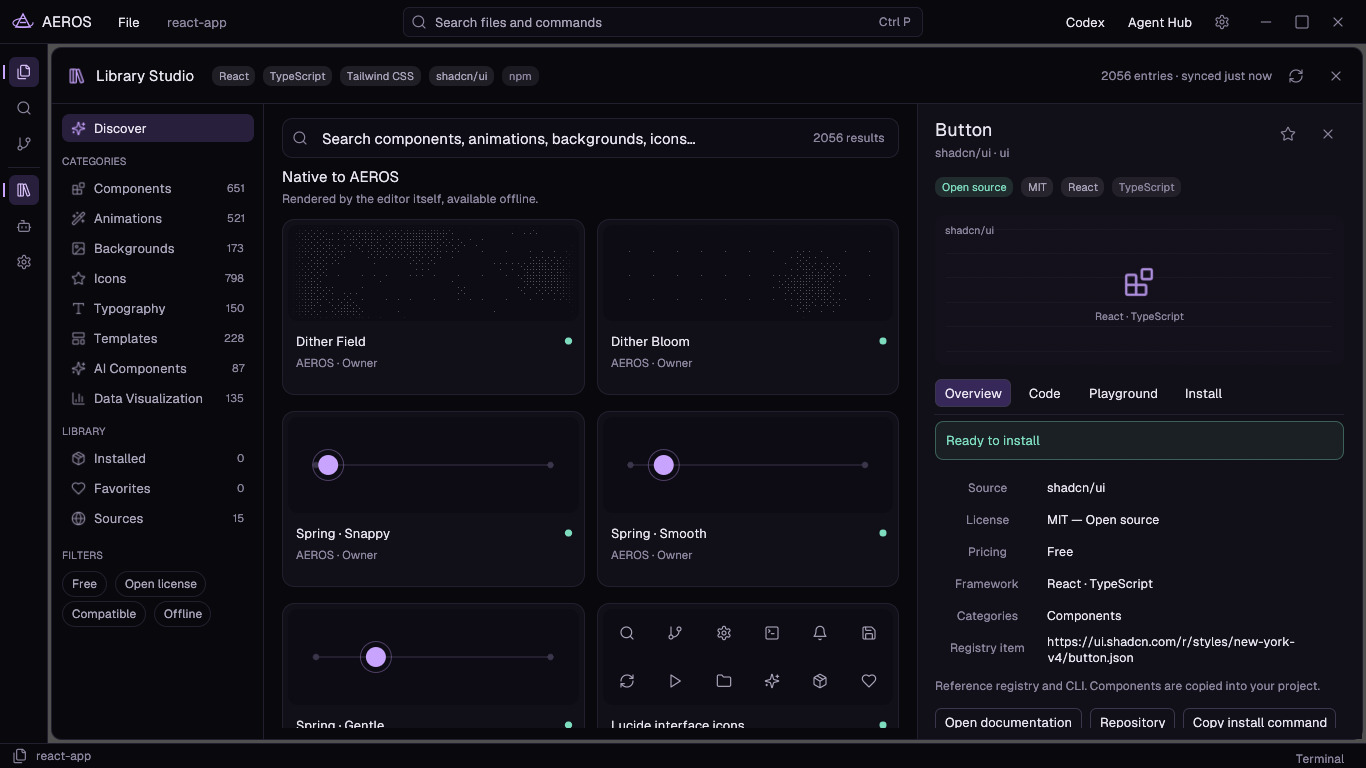 AEROS File react-app Search files and commands Ctrl P Codex Agent Hub
Library Studio React TypeScript Tailwind CSS shadcn/ui npm 2056 entries · synced just now
Discover
CATEGORIES
Components 651
Animations 521
Backgrounds 173
Icons 798
Typography 150
Templates 228
AI Components 87
Data Visualization 135
LIBRARY
Installed 0
Favorites 0
Sources 15
FILTERS
Free Open license
Compatible Offline
Search components, animations, backgrounds, icons... 2056 results
Native to AEROS
Rendered by the editor itself, available offline.
Dither Field
AEROS · Owner
Dither Bloom
AEROS · Owner
Spring · Snappy
AEROS · Owner
Spring · Smooth
AEROS · Owner
Spring · Gentle
Lucide interface icons
Button
shadcn/ui · ui
Open source MIT React TypeScript
shadcn/ui
React · TypeScript
Overview Code Playground Install
Ready to install
Source shadcn/ui
License MIT — Open source
Pricing Free
Framework React · TypeScript
Categories Components
Registry item https://ui.shadcn.com/r/styles/new-york-
v4/button.json
Reference registry and CLI. Components are copied into your project.
Open documentation Repository Copy install command
react-app Terminal